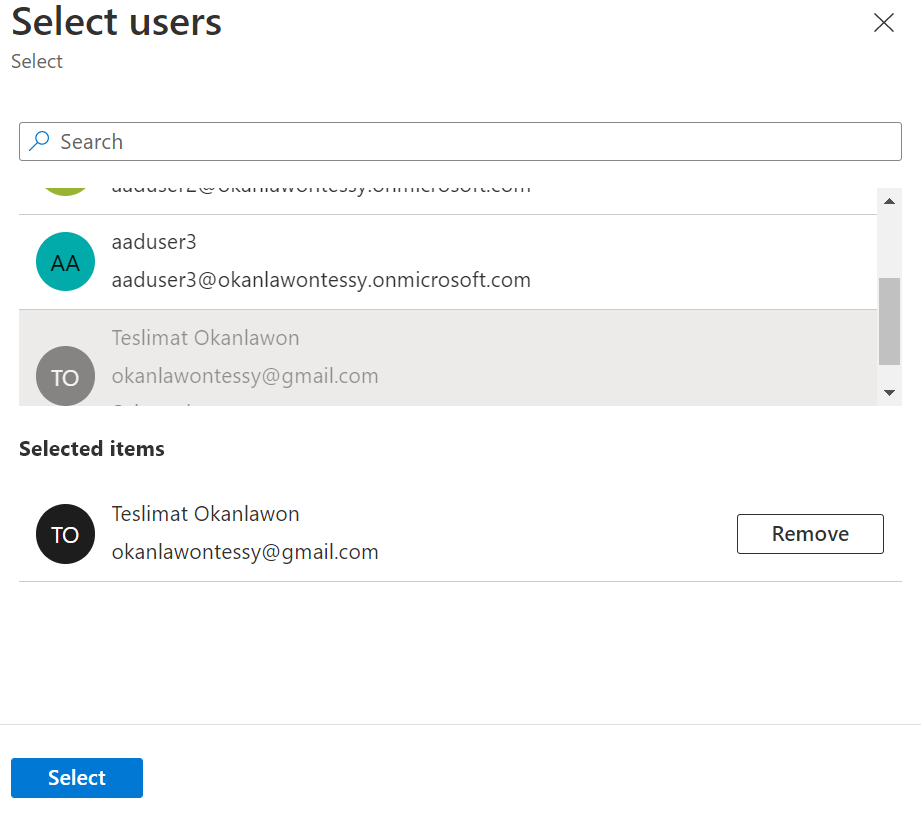 Select users
Select
Search
aaduser2@okanlawontessy.onmicrosoft.com
AA
aaduser3
aaduser3@okanlawontessy.onmicrosoft.com
TO
Teslimat Okanlawon
okanlawontessy@gmail.com
Selected items
TO
Teslimat Okanlawon
okanlawontessy@gmail.com
Remove
Select